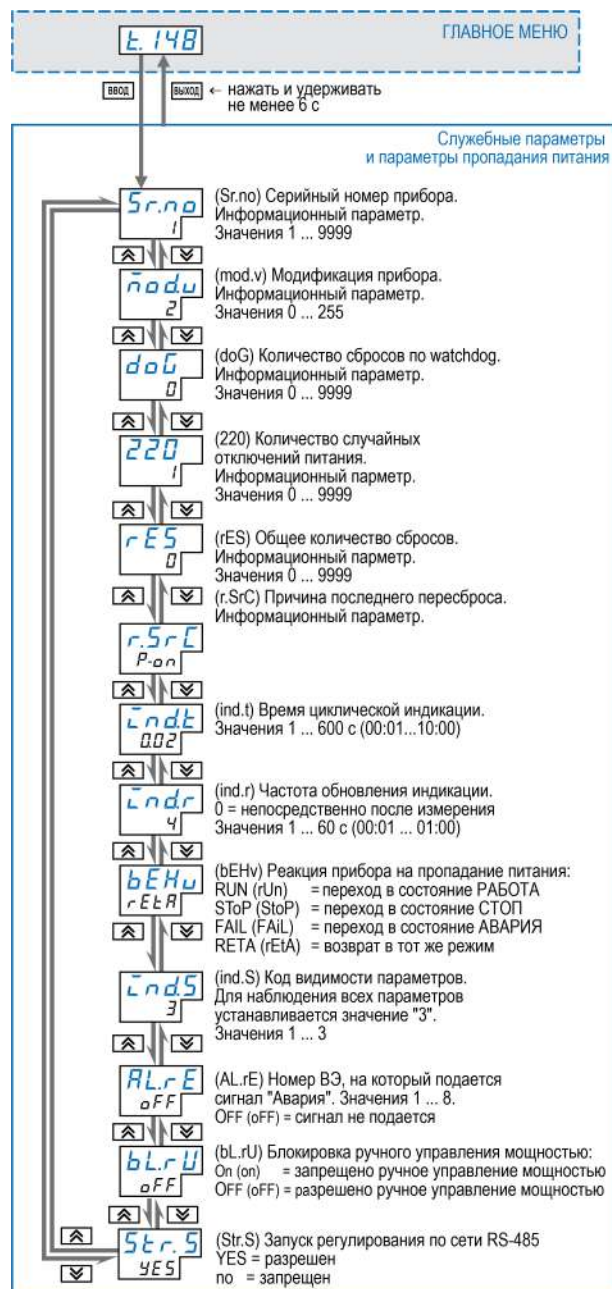 ГЛАВНОЕ МЕНЮ
t.148
ВВОД
ВЫХОД ← нажать и удерживать
не менее 6 с
Служебные параметры
и параметры пропадания питания
Sr.no
1
(Sr.no) Серийный номер прибора.
Информационный параметр.
Значения 1 ... 9999
mod.v
2
(mod.v) Модификация прибора.
Информационный параметр.
Значения 0 ... 255
doG
0
(doG) Количество сбросов по watchdog.
Информационный параметр.
Значения 0 ... 9999
220
1
(220) Количество случайных
отключений питания.
Информационный парметр.
Значения 0 ... 9999
rES
0
(rES) Общее количество сбросов.
Информационный парметр.
Значения 0 ... 9999
r.SrC
P-on
(r.SrC) Причина последнего пересброса.
Информационный параметр.
ind.t
0.02
(ind.t) Время циклической индикации.
Значения 1 ... 600 с (00:01...10:00)
ind.r
4
(ind.r) Частота обновления индикации.
0 = непосредственно после измерения
Значения 1 ... 60 с (00:01 ... 01:00)
bEHv
rEtA
(bEHv) Реакция прибора на пропадание питания:
RUN (rUn) = переход в состояние РАБОТА
SToP (StoP) = переход в состояние СТОП
FAIL (FAiL) = переход в состояние АВАРИЯ
RETA (rEtA) = возврат в тот же режим
ind.S
3
(ind.S) Код видимости параметров.
Для наблюдения всех параметров
устанавливается значение "3".
Значения 1 ... 3
AL.rE
oFF
(AL.rE) Номер ВЭ, на который подается
сигнал "Авария". Значения 1 ... 8.
OFF (oFF) = сигнал не подается
bL.rU
oFF
(bL.rU) Блокировка ручного управления мощностью:
On (on) = запрещено ручное управление мощностью
OFF (oFF) = разрешено ручное управление мощностью
Str.S
YES
(Str.S) Запуск регулирования по сети RS-485
YES = разрешен
no = запрещен